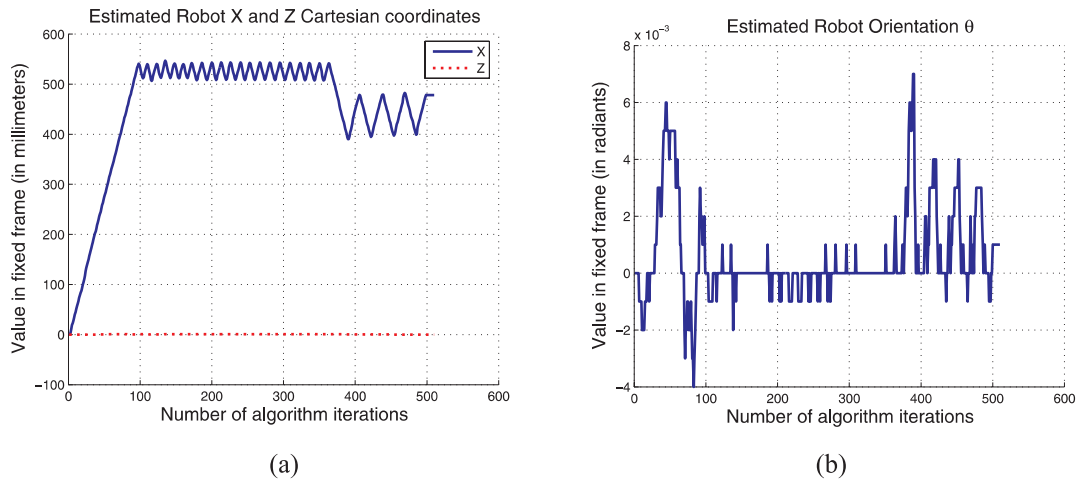 Estimated Robot X and Z Cartesian coordinates
600
500
400
300
200
100
0
−100
0 100 200 300 400 500 600
Value in fixed frame (in millimeters)
Number of algorithm iterations
X
Z
(a)
Estimated Robot Orientation θ
x 10⁻³
8
6
4
2
0
−2
−4
0 100 200 300 400 500 600
Value in fixed frame (in radiants)
Number of algorithm iterations
(b)